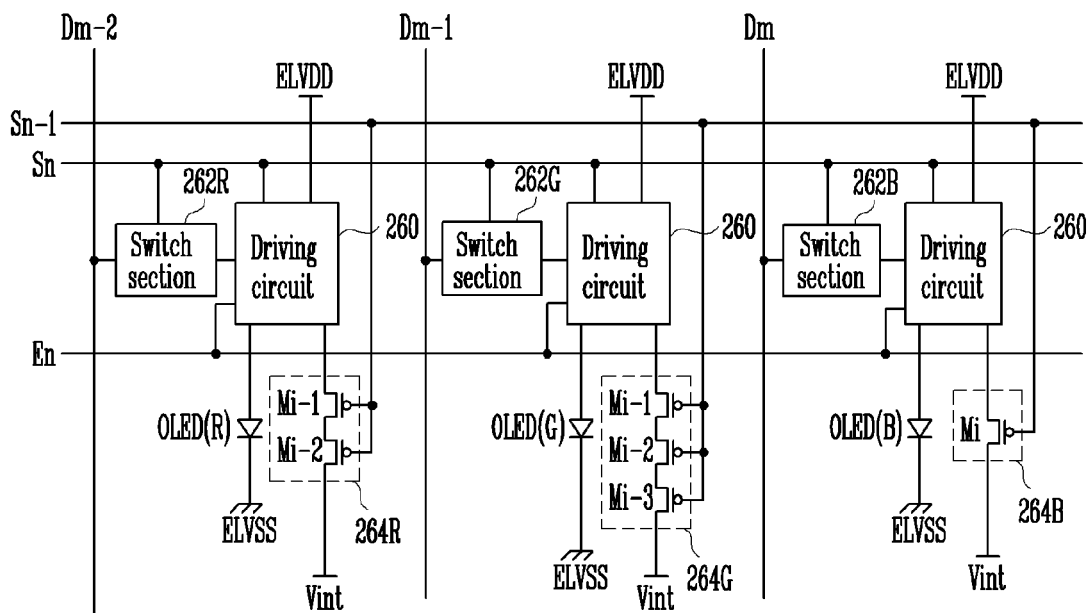 Dm-2
Dm-1
Dm
ELVDD
ELVDD
ELVDD
Sn-1
Sn
262R
262G
262B
260
260
260
Switch
section
Driving
circuit
Switch
section
Driving
circuit
Switch
section
Driving
circuit
En
OLED(R)
Mi-1
Mi-2
OLED(G)
Mi-1
Mi-2
Mi-3
OLED(B)
Mi
ELVSS
264R
ELVSS
264G
ELVSS
264B
Vint
Vint
Vint